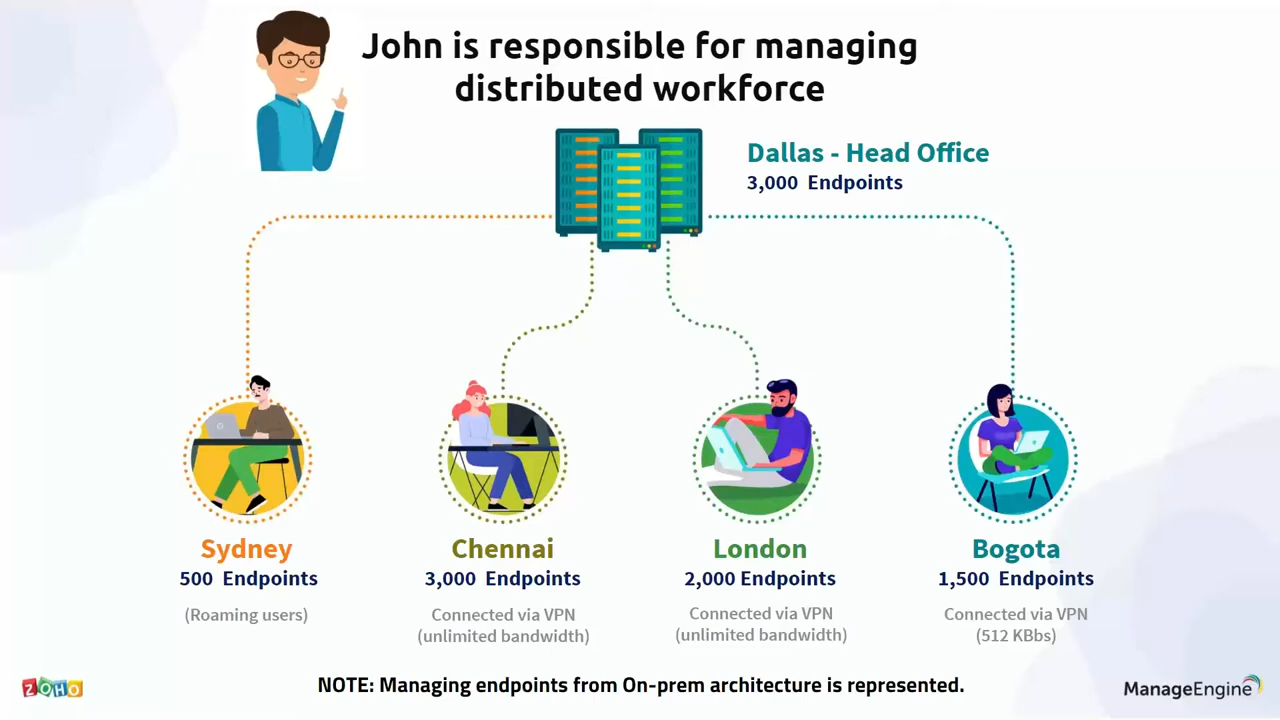 John is responsible for managing
distributed workforce
Dallas - Head Office
3,000 Endpoints
Sydney
500 Endpoints
(Roaming users)
Chennai
3,000 Endpoints
Connected via VPN
(unlimited bandwidth)
London
2,000 Endpoints
Connected via VPN
(unlimited bandwidth)
Bogota
1,500 Endpoints
Connected via VPN
(512 KBbs)
NOTE: Managing endpoints from On-prem architecture is represented.
ZOHO
ManageEngine